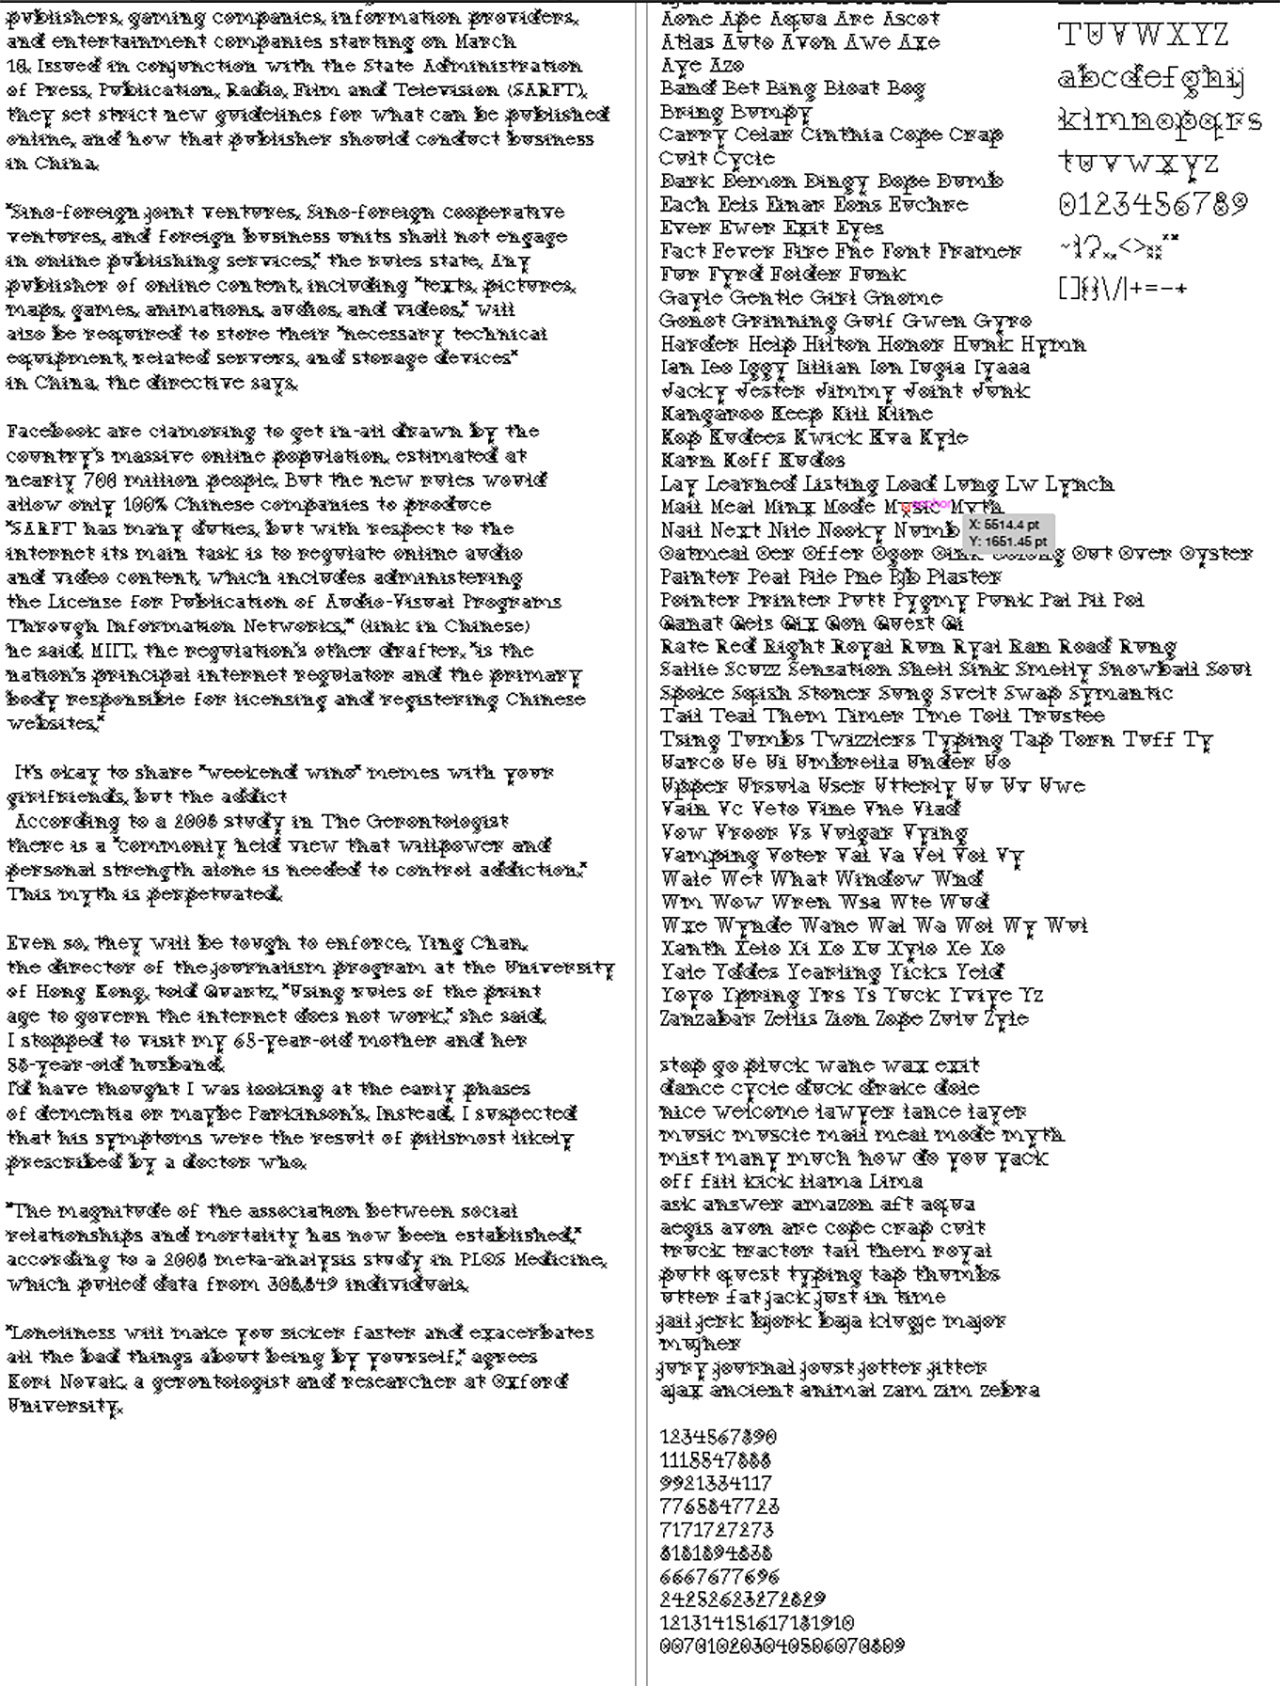 publishers, gaming companies, information providers,
and entertainment companies starting on March
10. Issued in conjunction with the State Administration
of Press, Publication, Radio, Film and Television (SARFT),
they set strict new guidelines for what can be published
online, and how that publisher should conduct business
in China.
"Sino-foreign joint ventures, Sino-foreign cooperative
ventures, and foreign business units shall not engage
in online publishing services," the rules state. Any
publisher of online content, including "texts, pictures,
maps, games, animations, audios, and videos," will
also be required to store their "necessary technical
equipment, related servers, and storage devices"
in China, the directive says.
Facebook are clamoring to get in-all drawn by the
country's massive online population, estimated at
nearly 700 million people. But the new rules would
allow only 100% Chinese companies to produce
"SARFT has many duties, but with respect to the
internet its main task is to regulate online audio
and video content, which includes administering
the License for Publication of Audio-Visual Programs
Through Information Networks," (link in Chinese)
he said. MIIT, the regulation's other drafter, "is the
nation's principal internet regulator and the primary
body responsible for licensing and registering Chinese
websites."
It's okay to share "weekend wino" memes with your
girlfriends, but the addict
According to a 2008 study in The Gerontologist
there is a "commonly held view that willpower and
personal strength alone is needed to control addiction."
This myth is perpetuated.
Even so, they will be tough to enforce, Ying Chan,
the director of the journalism program at the University
of Hong Kong, told Quartz. "Using rules of the print
age to govern the internet does not work," she said.
I stopped to visit my 68-year-old mother and her
88-year-old husband.
I'd have thought I was looking at the early phases
of dementia or maybe Parkinson's. Instead, I suspected
that his symptoms were the result of pillsmost likely
prescribed by a doctor who.
"The magnitude of the association between social
relationships and mortality has now been established,"
according to a 2008 meta-analysis study in PLOS Medicine,
which pulled data from 308,849 individuals.
"Loneliness will make you sicker faster and exacerbates
all the bad things about being by yourself," agrees
Kori Novak, a gerontologist and researcher at Oxford
University.
Aone Ape Aqua Are Ascot
Atlas Auto Avon Awe Axe
Aye Azo
Band Bet Bing Bloat Bog
Bring Bumpy
Carry Celar Cinthia Cope Crap
Cult Cycle
Dark Demon Dingy Dope Dumb
Each Eels Einar Eons Euchre
Ever Ewer Exit Eyes
Fact Fever Fire Fne Font Framer
Fur Fyrd Folder Funk
Gayle Gentle Girl Gnome
Gonot Grinning Gulf Gwen Gyro
Harder Help Hilton Honor Hunk Hymn
Ian Ieo Iggy Iillian Ion Iugia Iyaaa
Jacky Jester Jimmy Joint Junk
Kangaroo Keep Kill Kline
Kop Kudees Kwick Kva Kyle
Karn Koff Kudos
Lay Learned Listing Load Lung Lw Lynch
Mail Meal Minx Mode Music Myth
Nail Next Nile Nooky Numb
Oatmeal Oer Offer Ogor Oink Oolong Out Over Oyster
Painter Peal Pile Pne Pjb Plaster
Pointer Printer Putt Pygmy Punk Pal Pil Pol
Qanat Qels Qix Qon Quest Qi
Rate Red Right Royal Run Ryal Ram Road Rung
Sallie Scuzz Sensation Shell Sink Smelly Snowball Soul
Spoke Sqish Stoner Sung Svelt Swap Symantic
Tail Teal Them Timer Tme Toll Trustee
Tsing Tumbs Twizzlers Typing Tap Torn Tuff Ty
Uarco Ue Ui Umbrella Under Uo
Upper Ursula User Utterly Uu Uv Uwe
Vain Vc Veto Vine Vne Vlad
Vow Vroor Vs Vulgar Vying
Vamping Voter Val Va Vel Vol Vy
Wale Wet What Window Wnd
Wm Wow Wren Wsa Wte Wud
Wxe Wynde Wane Wal Wa Wol Wy Wul
Xanth Xelo Xi Xo Xu Xylo Xe Xo
Yale Yddes Yearling Yicks Yeld
Yoyo Ypring Yrs Ys Yuck Yviye Yz
Zanzabar Zellis Zion Zope Zulu Zyle
stop go pluck wane wax exit
dance cycle duck drake dole
nice welcome lawyer lance layer
music muscle mail meal mode myth
mist many much how do you yack
off fill kick llama Lima
ask answer amazon aft aqua
aegis avon are cope crap cult
truck tractor tail them royal
putt quest typing tap thumbs
utter fat jack just in time
jail jerk bjork baja klugje major
mujher
jury journal joust jotter jitter
ajax ancient animal zam zim zebra
1234567890
1118847888
9921334117
7768847723
7171727273
8181894838
6667677696
24252623272829
121314151617181910
00701020304050607 0809
TUVWXYZ
abcdefghij
klmnopqrs
tuvwxyz
0123456789
[]{}\/|+=-+
anchor
X: 5514.4 pt
Y: 1651.45 pt